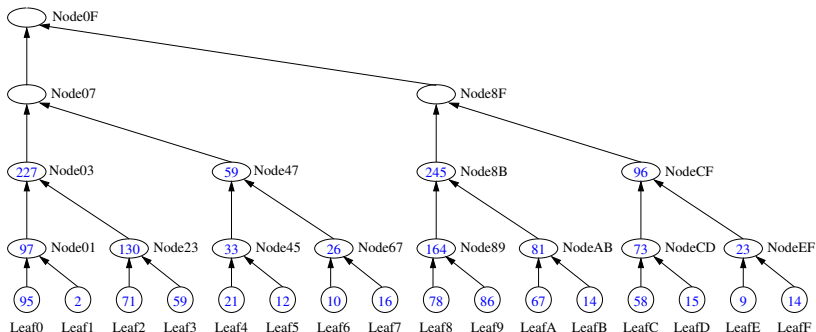 Node0F
Node07
Node8F
227 Node03
59 Node47
245 Node8B
96 NodeCF
97 Node01
130 Node23
33 Node45
26 Node67
164 Node89
81 NodeAB
73 NodeCD
23 NodeEF
95 2 71 59 21 12 10 16 78 86 67 14 58 15 9 14
Leaf0 Leaf1 Leaf2 Leaf3 Leaf4 Leaf5 Leaf6 Leaf7 Leaf8 Leaf9 LeafA LeafB LeafC LeafD LeafE LeafF